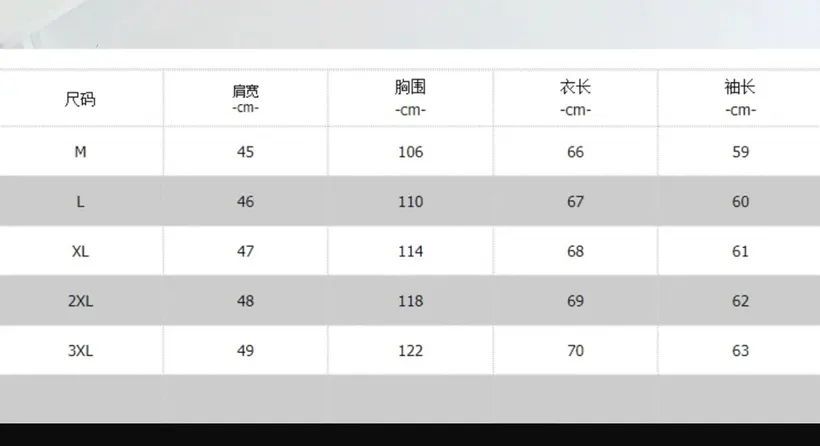 尺码 肩宽 胸围 衣长 袖长
-cm- -cm- -cm- -cm-
M 45 106 66 59
L 46 110 67 60
XL 47 114 68 61
2XL 48 118 69 62
3XL 49 122 70 63